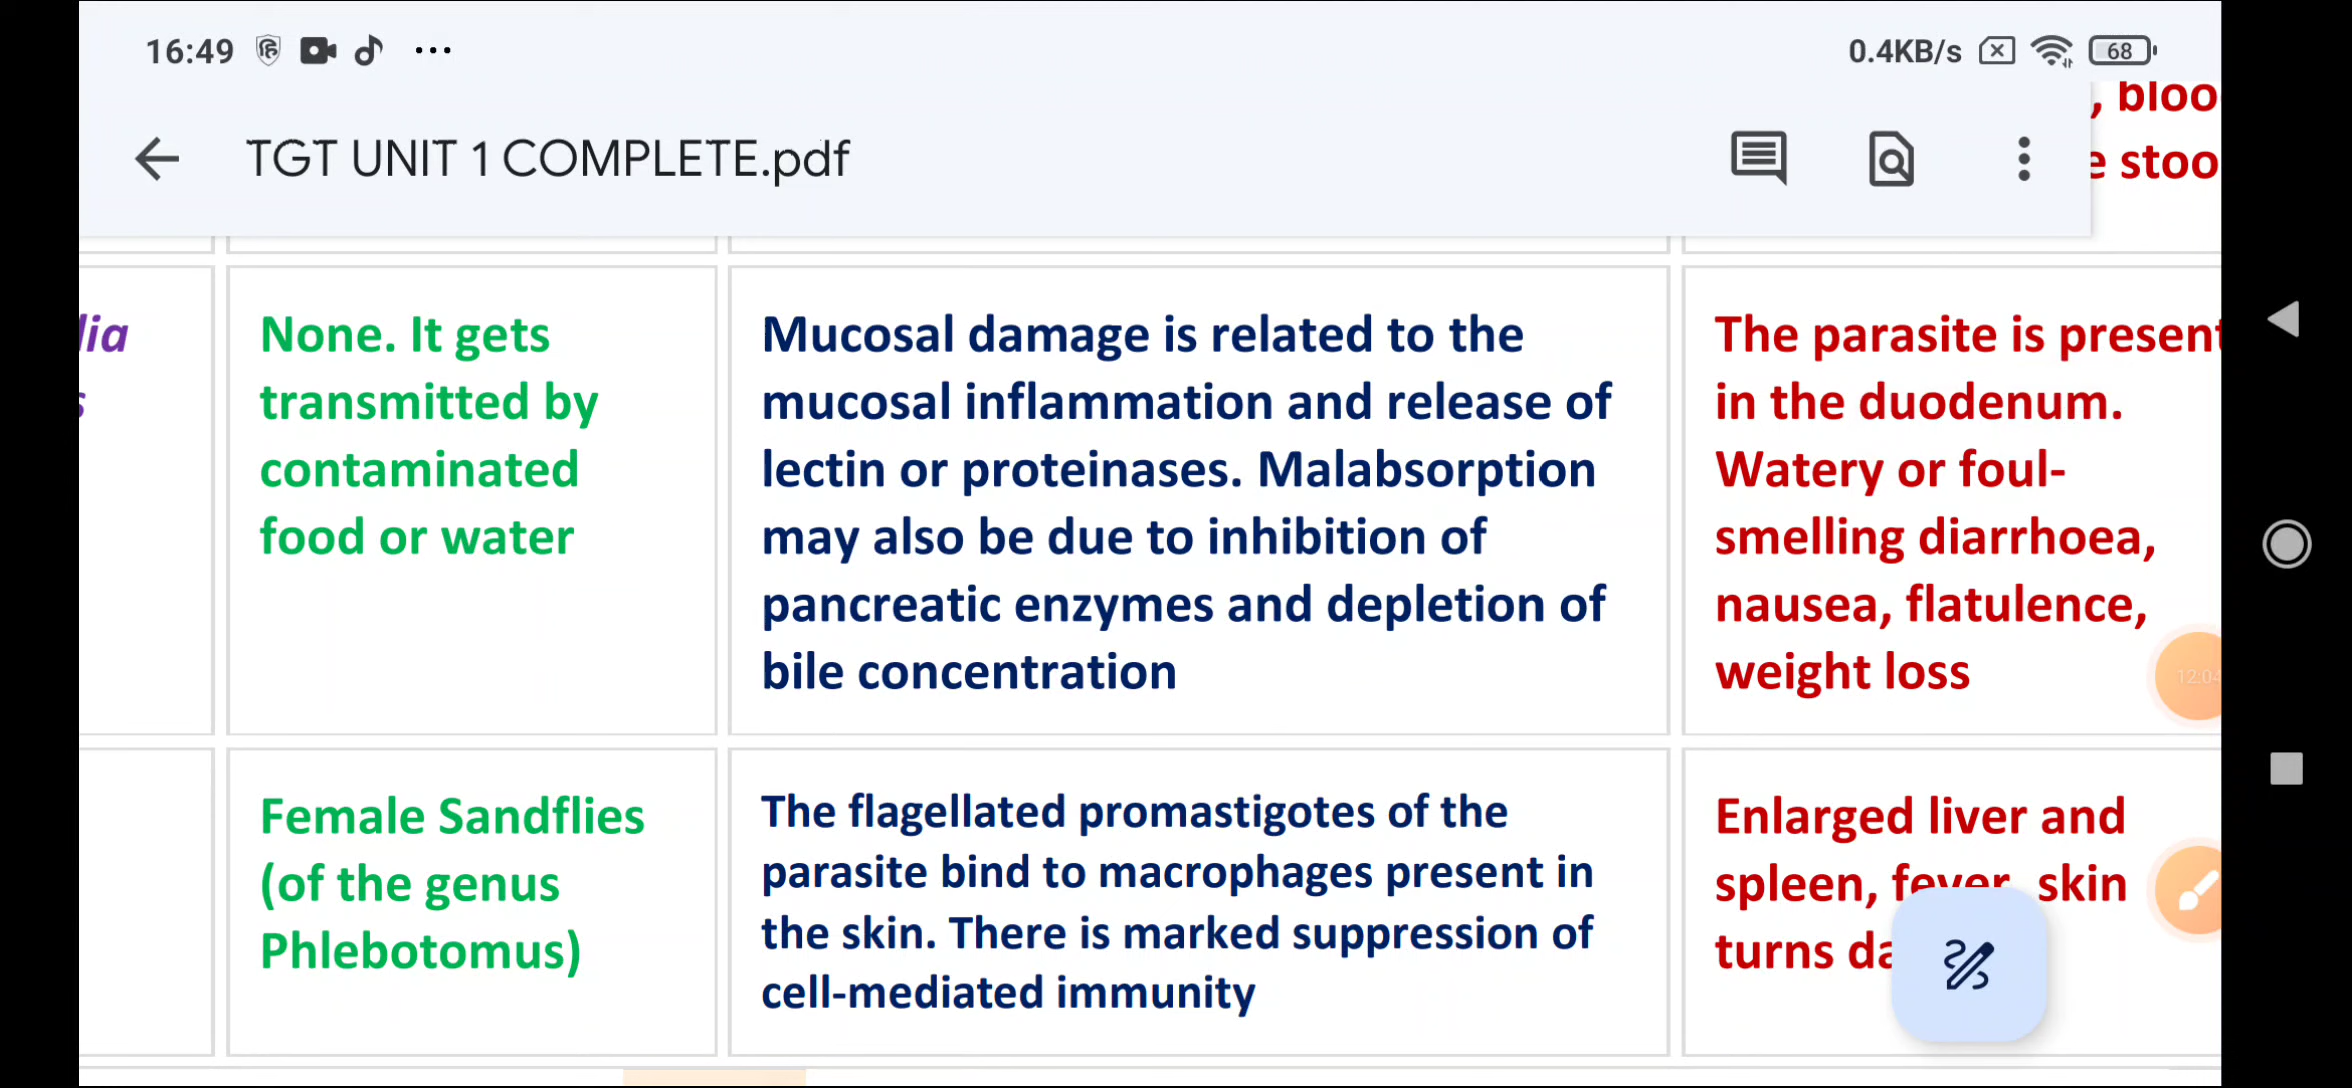 16:49
0.4KB/s
68
TGT UNIT 1 COMPLETE.pdf
, bloo
e stoo
lia
None. It gets
transmitted by
contaminated
food or water
Mucosal damage is related to the
mucosal inflammation and release of
lectin or proteinases. Malabsorption
may also be due to inhibition of
pancreatic enzymes and depletion of
bile concentration
The parasite is present
in the duodenum.
Watery or foul-
smelling diarrhoea,
nausea, flatulence,
weight loss
12:04
Female Sandflies
(of the genus
Phlebotomus)
The flagellated promastigotes of the
parasite bind to macrophages present in
the skin. There is marked suppression of
cell-mediated immunity
Enlarged liver and
spleen, fever, skin
turns da